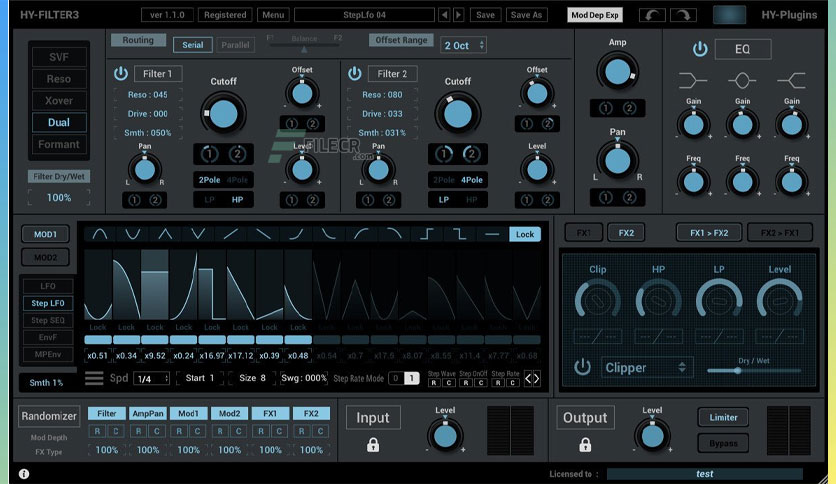 HY-FILTER3 ver 1.1.0 Registered Menu StepLfo 04 Save Save As Mod Dep Exp HY-Plugins
Routing Serial Parallel F1 Balance F2 Offset Range 2 Oct
SVF
Reso
Xover
Dual
Formant
Filter Dry/Wet
100%
Filter 1
Reso : 045
Drive : 000
Smth : 050%
Pan
L R
1 2
Cutoff
1 2
2Pole 4Pole
LP HP
Offset
- +
1 2
Level
- +
1 2
Filter 2
Reso : 080
Drive : 033
Smth : 031%
Pan
L R
1 2
Cutoff
1 2
2Pole 4Pole
LP HP
Offset
- +
1 2
Level
- +
1 2
FILECR
.com
Amp
1 2
Pan
L R
1 2
EQ
Gain Gain Gain
- + - + - +
Freq Freq Freq
- + - + - +
MOD1
MOD2
LFO
Step LFO
Step SEQ
EnvF
MPEnv
Smth 1%
Lock
Lock Lock Lock Lock Lock Lock Lock Lock
x0.51 x0.34 x9.52 x0.24 x16.97 x17.12 x0.39 x0.48 x0.54 x0.7 x17.5 x8.07 x8.55 x11.4 x7.77 x0.68
Spd 1/4 Start 1 Size 8 Swg: 000% Step Rate Mode 0 1
Step Wave Step OnOff Step Rate
R C R C R C
FX1 FX2 FX1 > FX2 FX2 > FX1
Clip HP LP Level
--/-- --/-- --/-- --/--
Clipper
Dry / Wet
Randomizer
Mod Depth
FX Type
Filter AmpPan Mod1 Mod2 FX1 FX2
R C R C R C R C R C R C
100% 100% 100% 100% 100% 100%
Input
Level
- +
Output
Level
- +
Limiter
Bypass
Licensed to : test